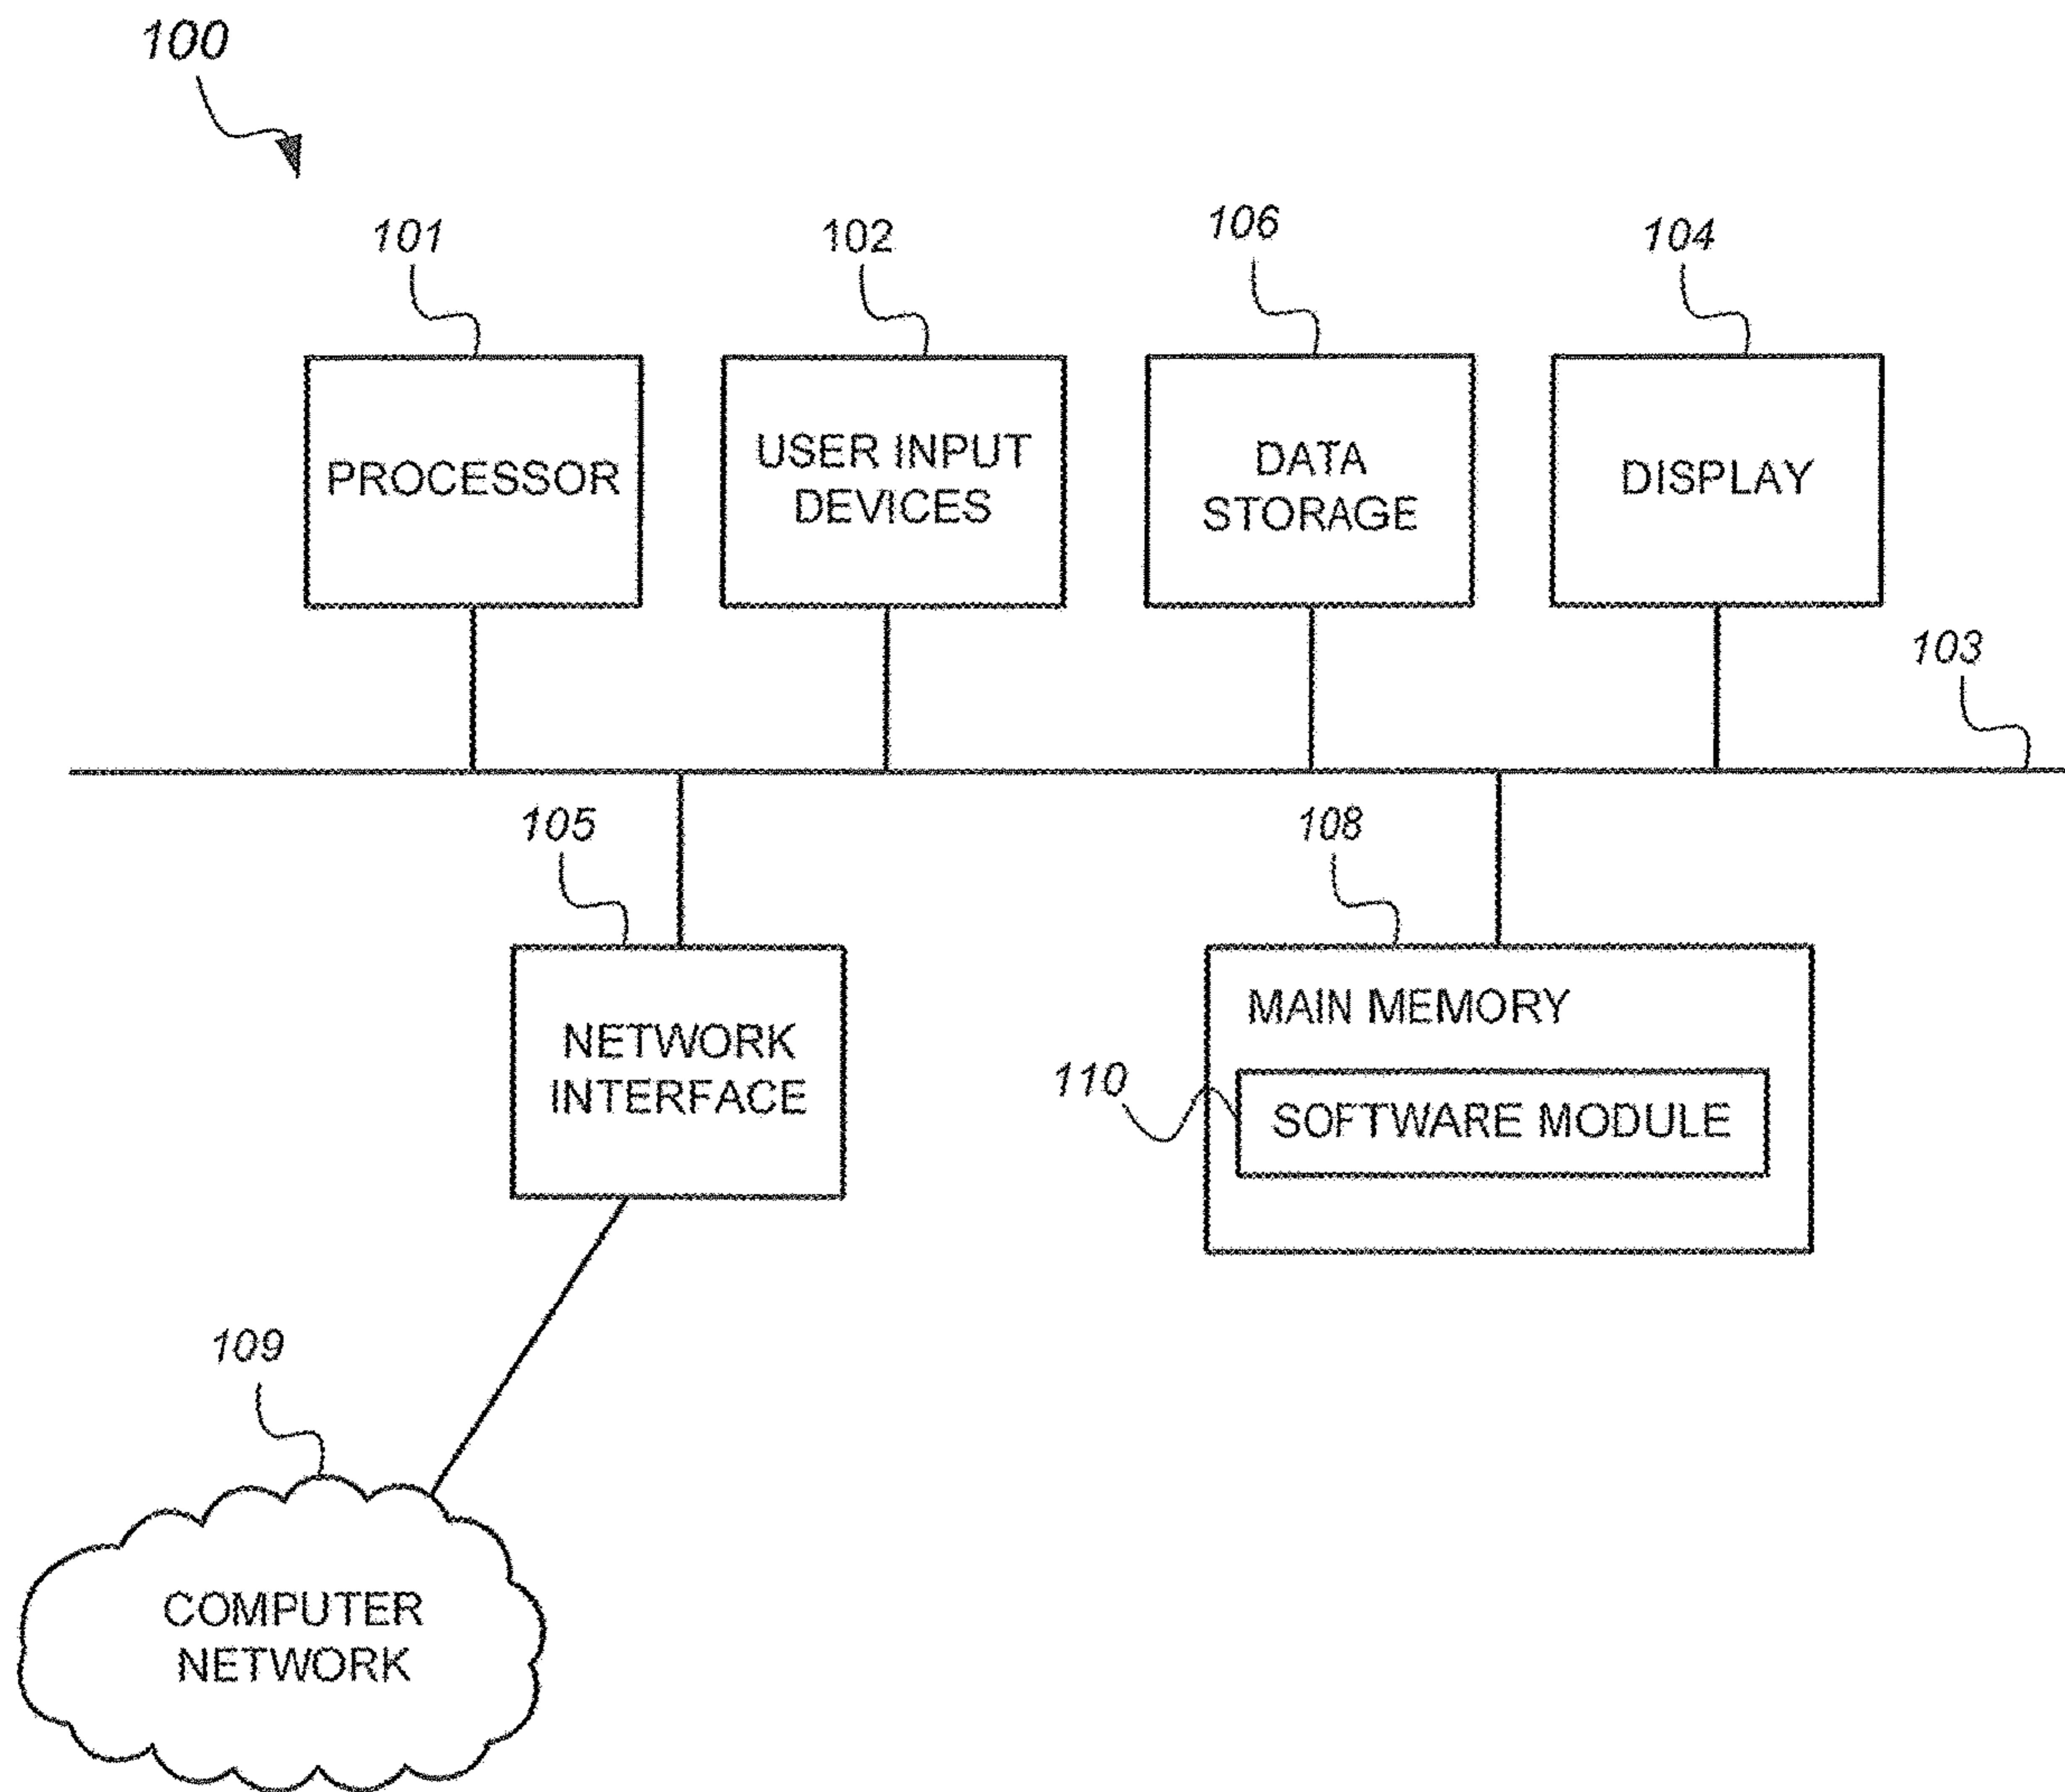 100
101
102
106
104
PROCESSOR
USER INPUT
DEVICES
DATA
STORAGE
DISPLAY
103
105
108
NETWORK
INTERFACE
MAIN MEMORY
110
SOFTWARE MODULE
109
COMPUTER
NETWORK